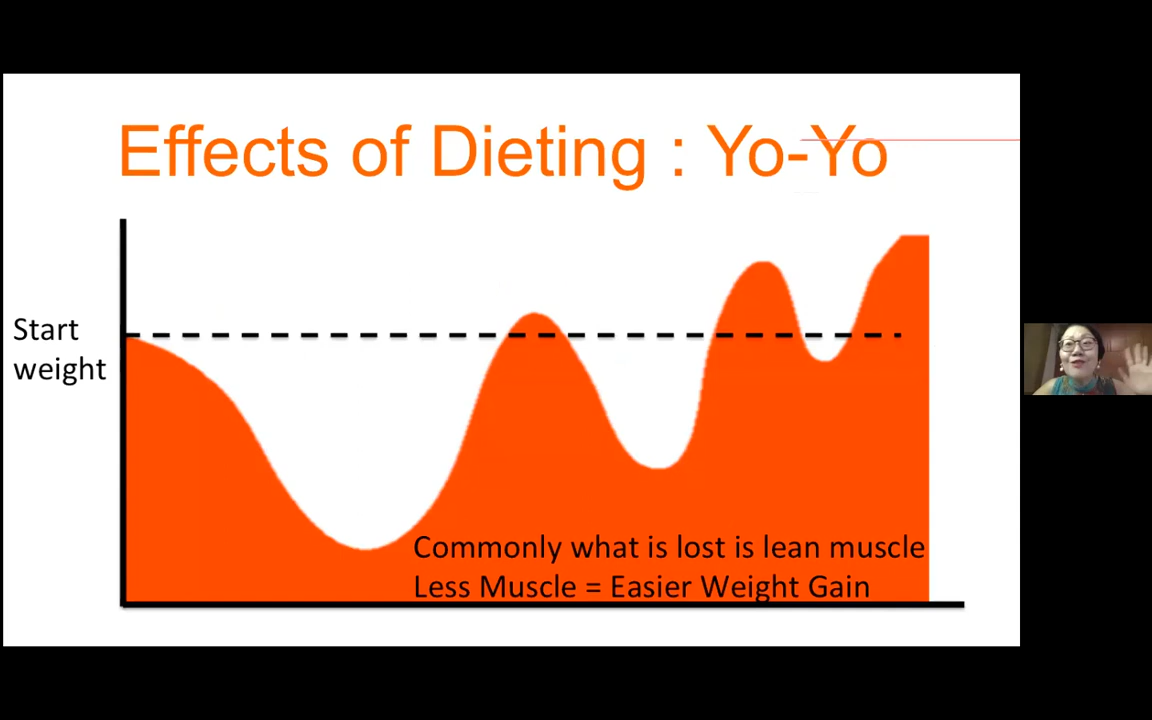 Effects of Dieting : Yo-Yo
Start
weight
Commonly what is lost is lean muscle
Less Muscle = Easier Weight Gain